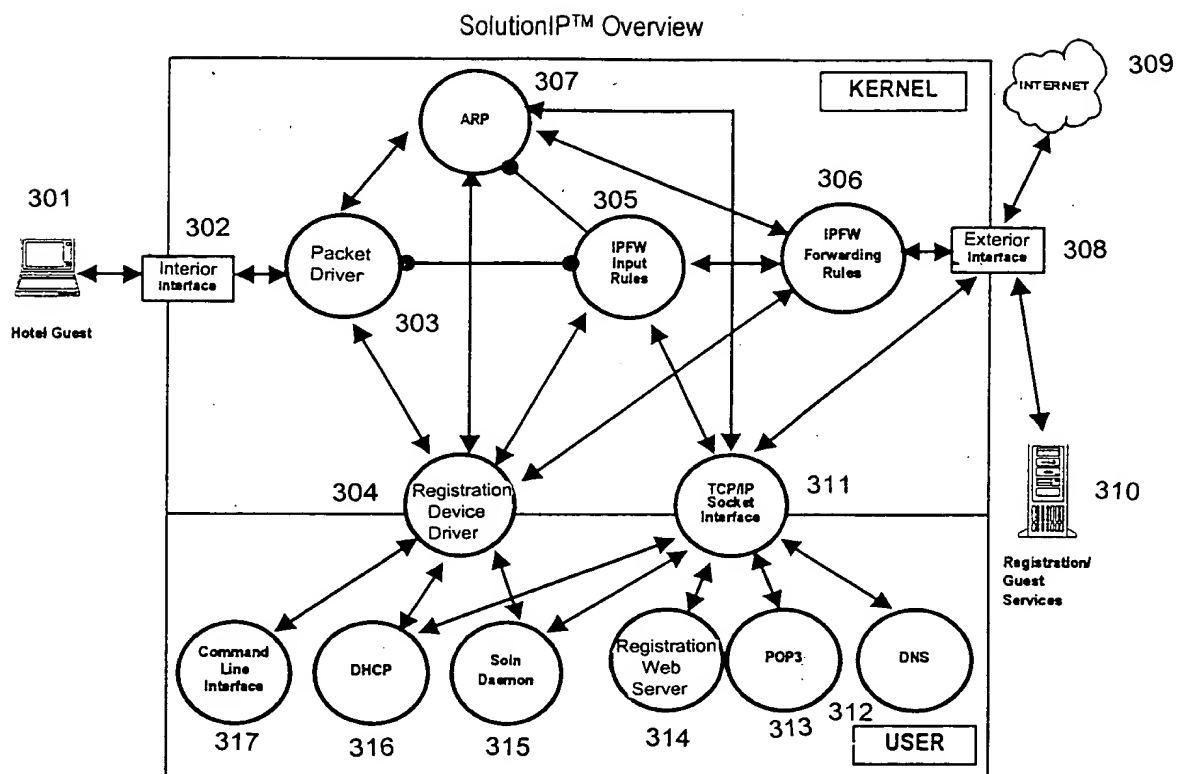 SolutionIP™ Overview
307
KERNEL
309
INTERNET
ARP
301
302
305
306
Packet
Driver
IPFW
Input
Rules
IPFW
Forwarding
Rules
Interior
Interface
Exterior
Interface
308
Hotel Guest
303
304
Registration
Device
Driver
TCP/IP
Socket
Interface
311
310
Registration/
Guest
Services
Command
Line
Interface
DHCP
Soln
Daemon
Registration
Web
Server
POP3
DNS
317
316
315
314
313
312
USER